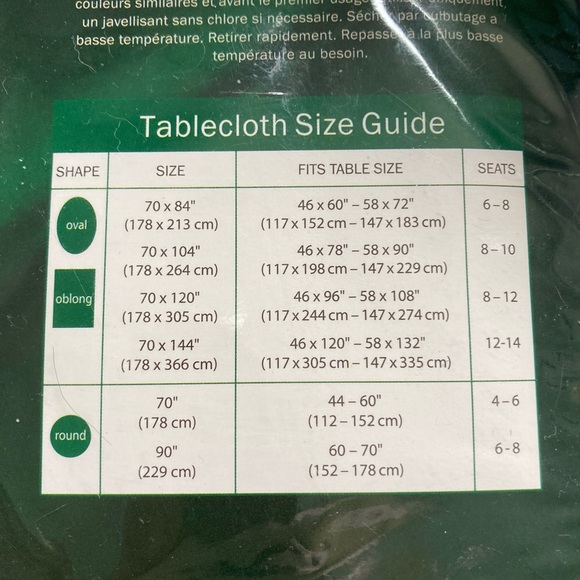 couleurs similaires et avant le premier
un javellisant sans chlore si nécessaire. Sécher par culbutage a
basse température. Retirer rapidement. Repasser à la plus basse
température au besoin.
Tablecloth Size Guide
SHAPE SIZE FITS TABLE SIZE SEATS
70 x 84" 46 x 60" – 58 x 72" 6–8
oval
(178 x 213 cm) (117 x 152 cm – 147 x 183 cm)
70 x 104" 46 x 78" – 58 x 90" 8–10
(178 x 264 cm) (117 x 198 cm – 147 x 229 cm)
oblong 70 x 120" 46 x 96" – 58 x 108" 8–12
(178 x 305 cm) (117 x 244 cm – 147 x 274 cm)
70 x 144" 46 x 120" – 58 x 132" 12-14
(178 x 366 cm) (117 x 305 cm – 147 x 335 cm)
70" 44 – 60" 4–6
(178 cm) (112 – 152 cm)
round
90" 60 – 70" 6-8
(229 cm) (152 – 178 cm)